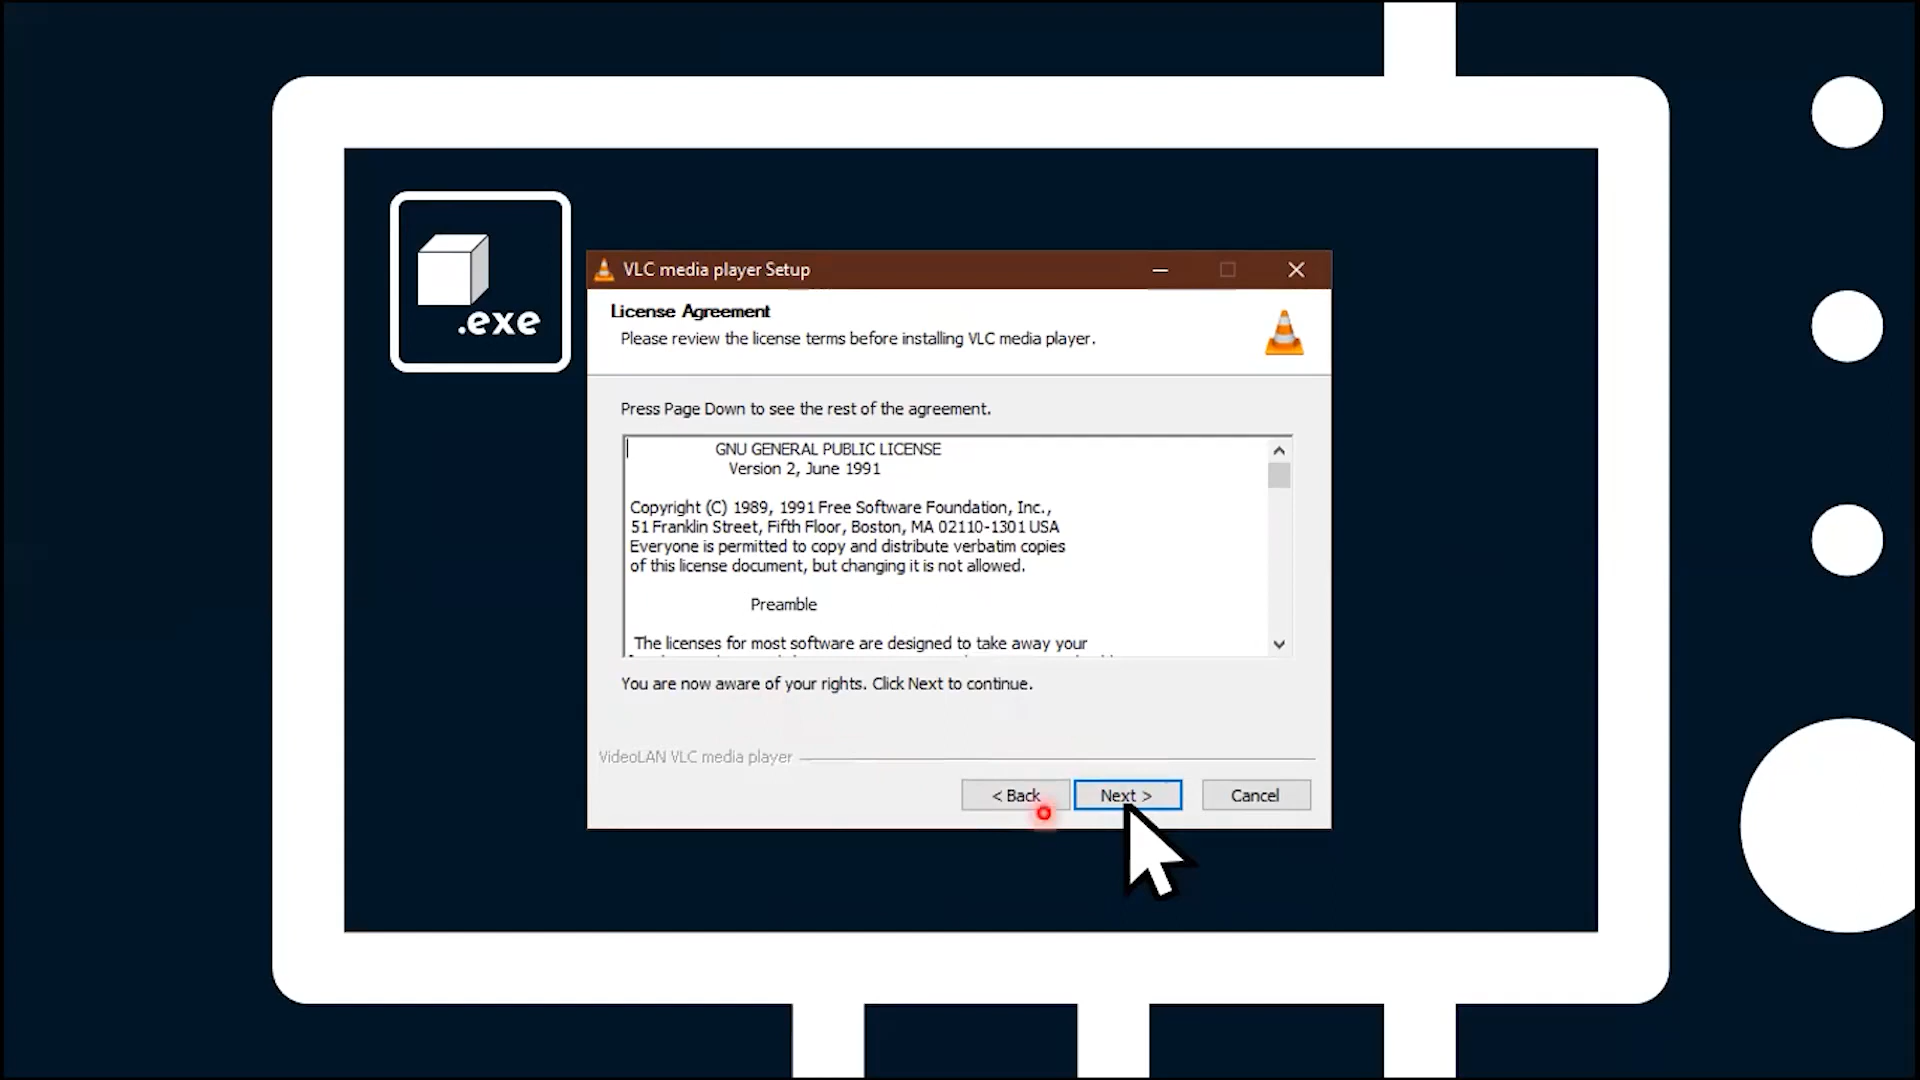 .exe
VLC media player Setup
License Agreement
Please review the license terms before installing VLC media player.
Press Page Down to see the rest of the agreement.
GNU GENERAL PUBLIC LICENSE
Version 2, June 1991
Copyright (C) 1989, 1991 Free Software Foundation, Inc.,
51 Franklin Street, Fifth Floor, Boston, MA 02110-1301 USA
Everyone is permitted to copy and distribute verbatim copies
of this license document, but changing it is not allowed.
Preamble
The licenses for most software are designed to take away your
You are now aware of your rights. Click Next to continue.
VideoLAN VLC media player
< Back
Next >
Cancel